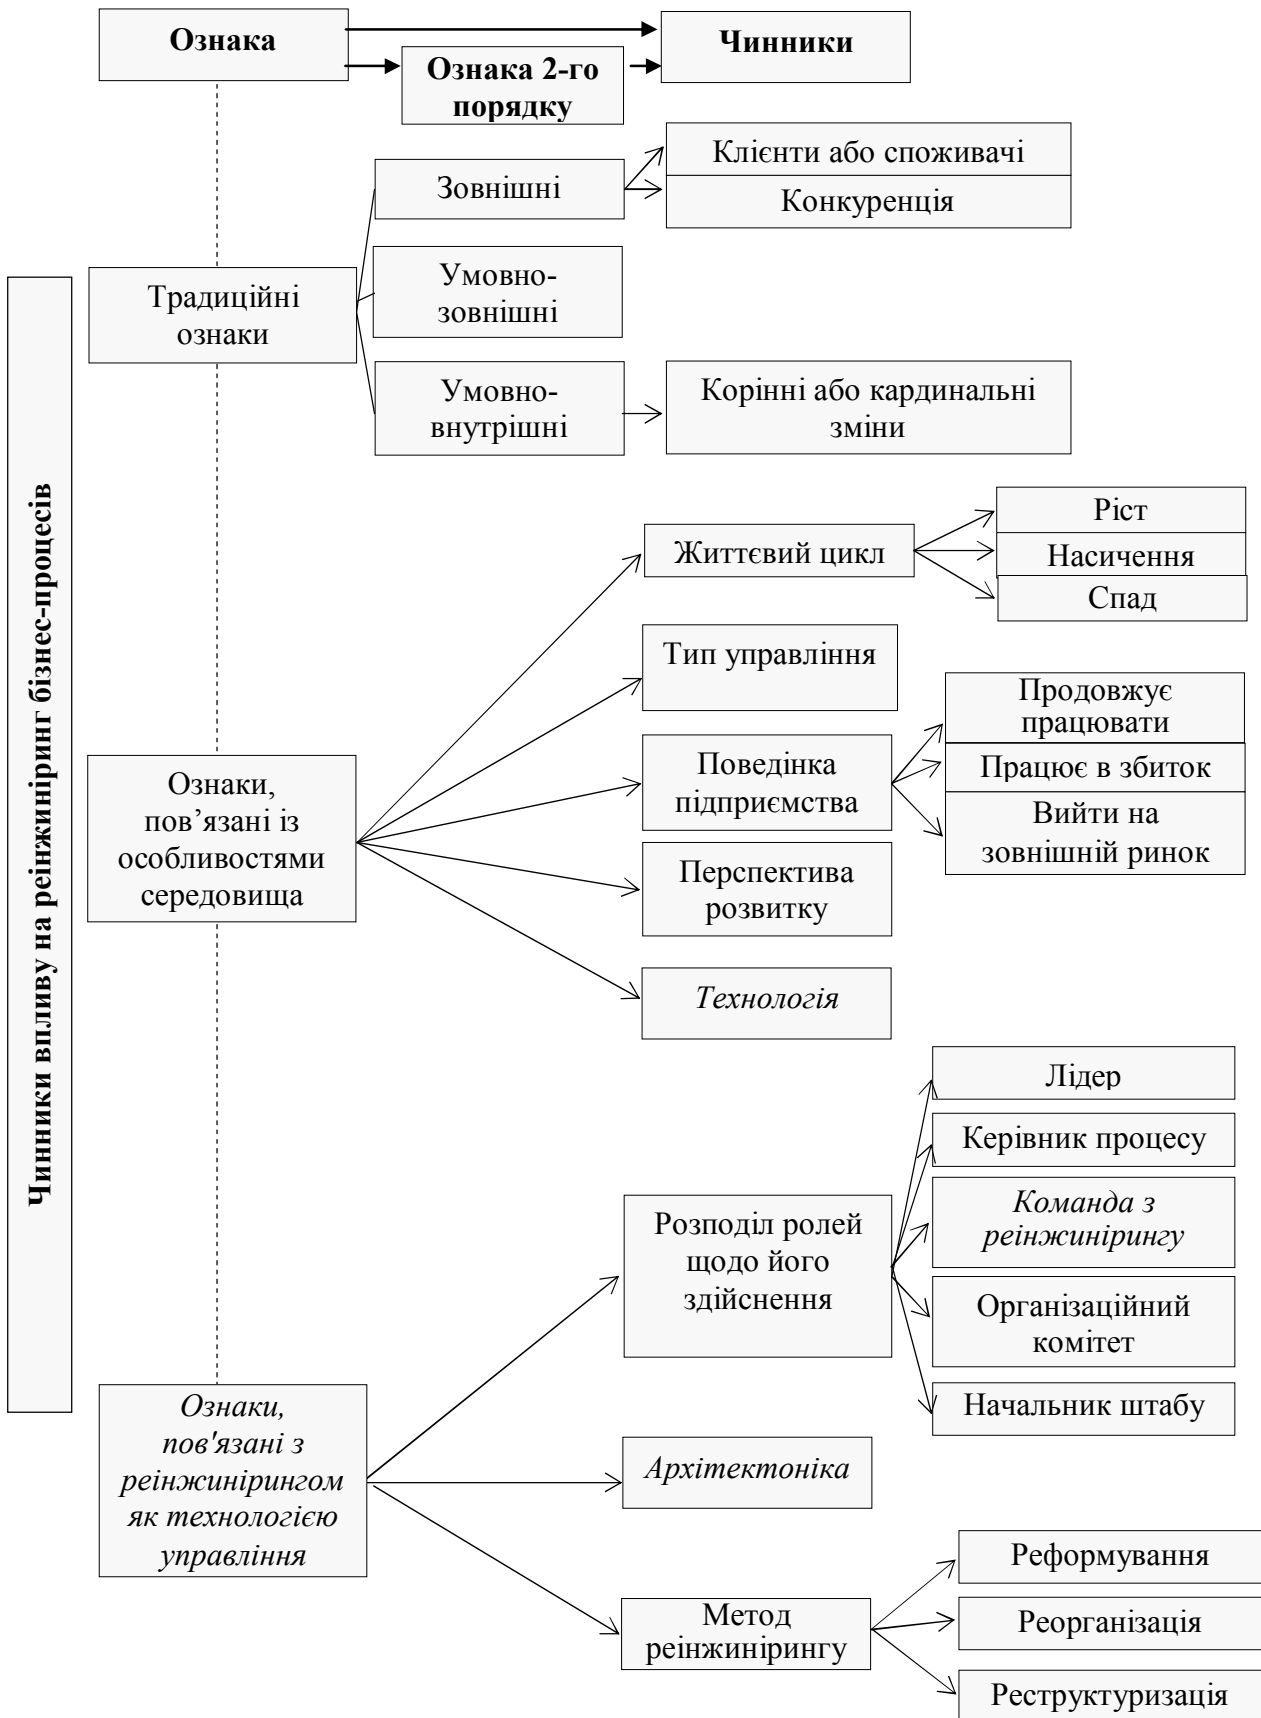 Ознака
Чинники
Ознака 2-го
порядку
Клієнти або споживачі
Зовнішні
Конкуренція
Умовно-
зовнішні
Традиційні
ознаки
Умовно-
внутрішні
Корінні або кардинальні
зміни
Чинники впливу на реінжиніринг бізнес-процесів
Ріст
Життєвий цикл
Насичення
Спад
Тип управління
Продовжує
працювати
Поведінка
підприємства
Працює в збиток
Вийти на
зовнішній ринок
Ознаки,
пов’язані із
особливостями
середовища
Перспектива
розвитку
Технологія
Лідер
Керівник процесу
Розподіл ролей
щодо його
здійснення
Команда з
реінжинірингу
Організаційний
комітет
Начальник штабу
Ознаки,
пов'язані з
реінжинірингом
як технологією
управління
Архітектоніка
Реформування
Метод
реінжинірингу
Реорганізація
Реструктуризація